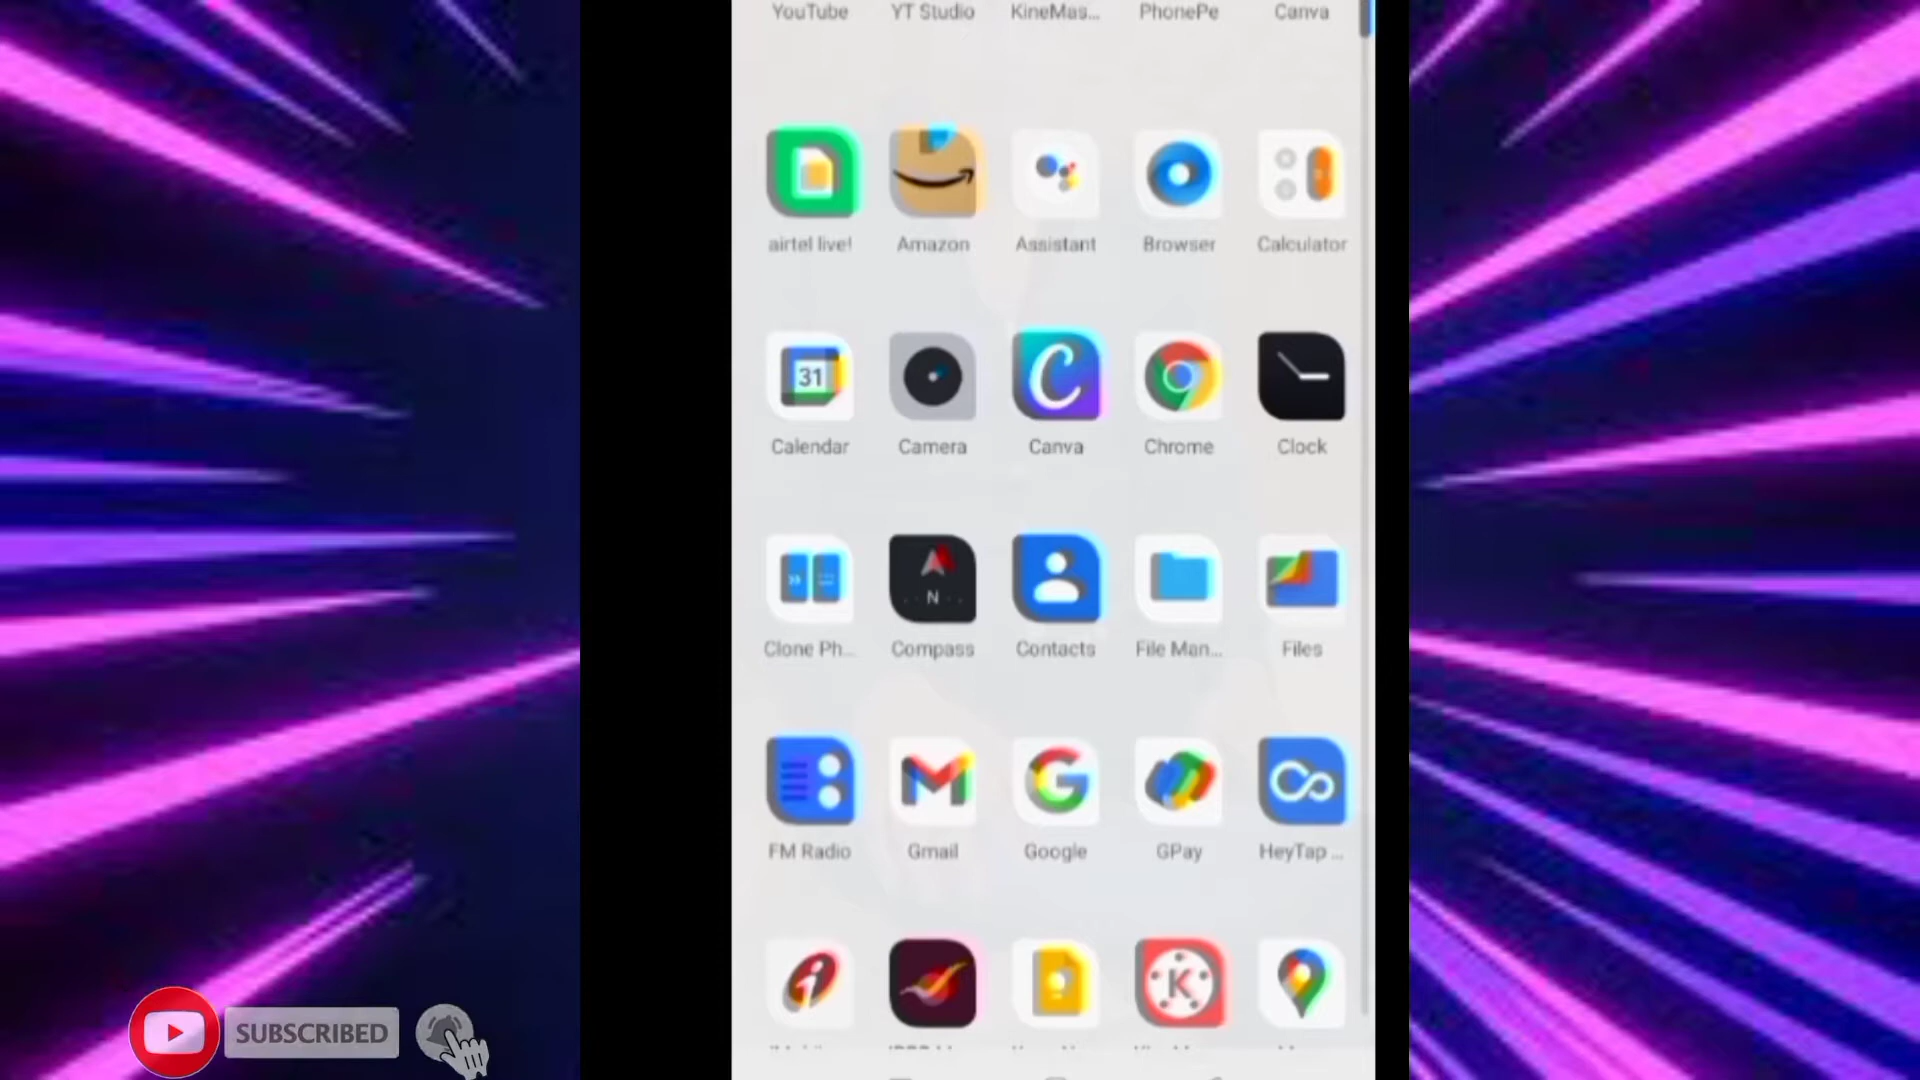 YouTube YT Studio KineMas... PhonePe Canva
airtel live! Amazon Assistant Browser Calculator
31
Calendar Camera Canva Chrome Clock
N
Clone Ph... Compass Contacts File Man... Files
FM Radio Gmail Google GPay HeyTap ...
K
SUBSCRIBED